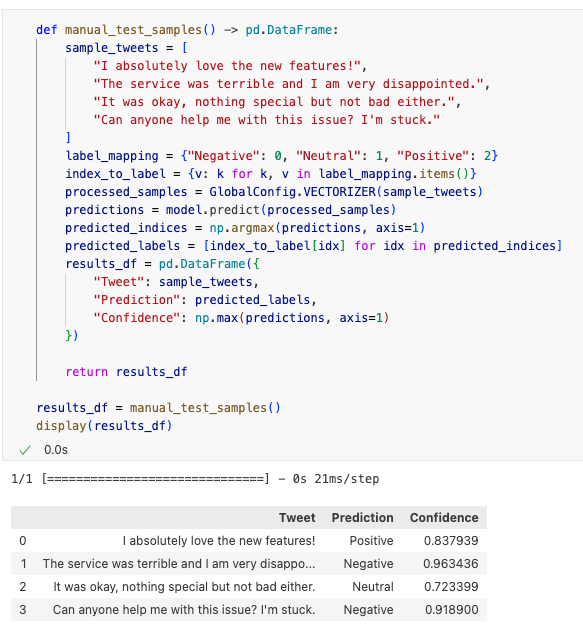 def manual_test_samples() -> pd.DataFrame:
    sample_tweets = [
        "I absolutely love the new features!",
        "The service was terrible and I am very disappointed.",
        "It was okay, nothing special but not bad either.",
        "Can anyone help me with this issue? I'm stuck."
    ]
    label_mapping = {"Negative": 0, "Neutral": 1, "Positive": 2}
    index_to_label = {v: k for k, v in label_mapping.items()}
    processed_samples = GlobalConfig.VECTORIZER(sample_tweets)
    predictions = model.predict(processed_samples)
    predicted_indices = np.argmax(predictions, axis=1)
    predicted_labels = [index_to_label[idx] for idx in predicted_indices]
    results_df = pd.DataFrame({
        "Tweet": sample_tweets,
        "Prediction": predicted_labels,
        "Confidence": np.max(predictions, axis=1)
    })

    return results_df

results_df = manual_test_samples()
display(results_df)
✓ 0.0s
1/1 [==============================] - 0s 21ms/step
Tweet Prediction Confidence
0 I absolutely love the new features! Positive 0.837939
1 The service was terrible and I am very disappo... Negative 0.963436
2 It was okay, nothing special but not bad either. Neutral 0.723399
3 Can anyone help me with this issue? I'm stuck. Negative 0.918900